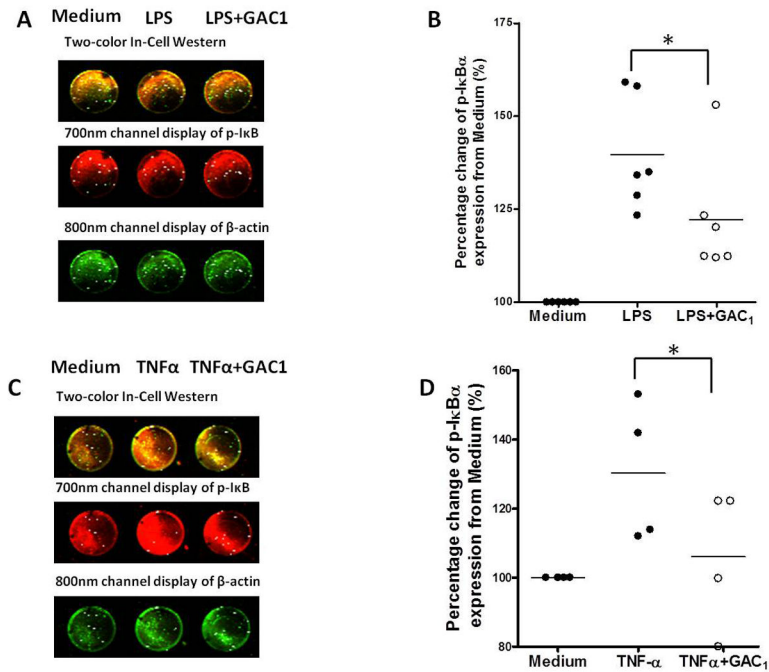 A
Medium LPS LPS+GAC1
Two-color In-Cell Western
700nm channel display of p-IκB
800nm channel display of β-actin
B
*
Percentage change of p-IκBα
expression from Medium (%)
175
150
125
100
Medium LPS LPS+GAC₁
C
Medium TNFα TNFα+GAC1
Two-color In-Cell Western
700nm channel display of p-IκB
800nm channel display of β-actin
D
*
Percentage change of p-IκBα
expression from Medium (%)
160
140
120
100
80
Medium TNF-α TNFα+GAC₁